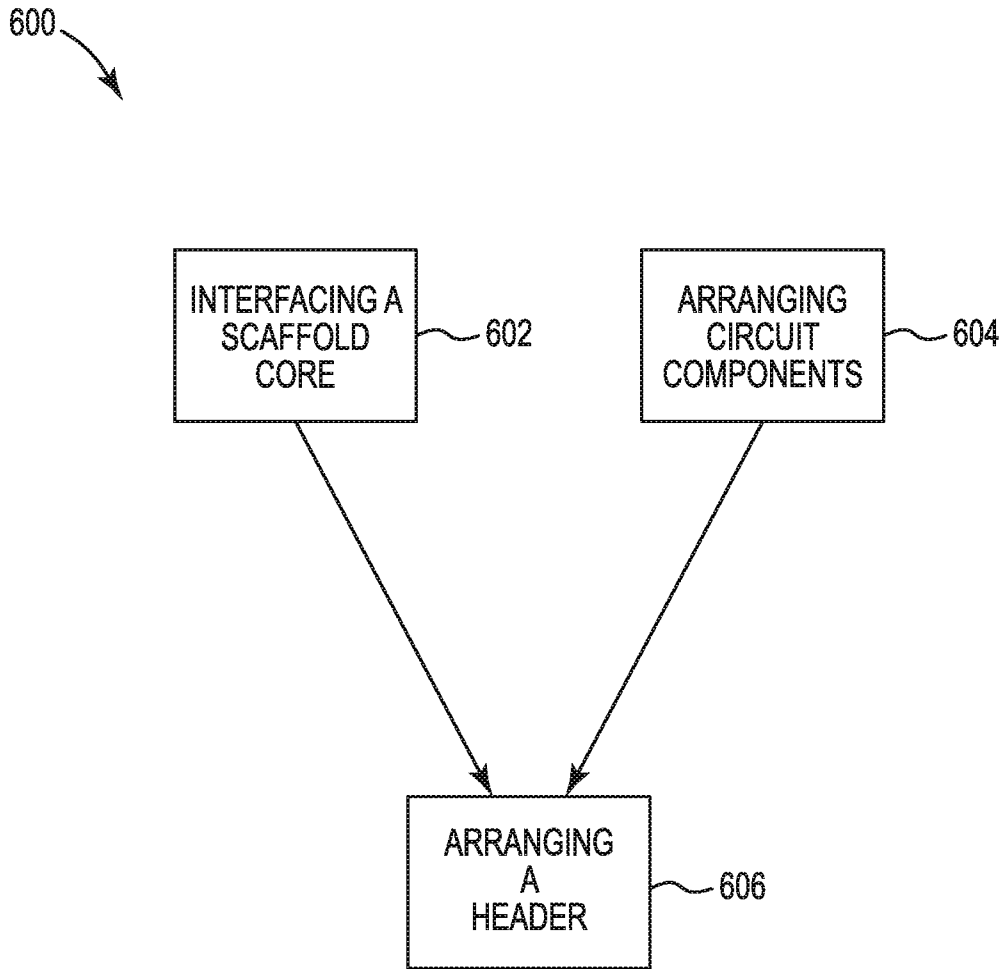 600
INTERFACING A
SCAFFOLD
CORE
602
ARRANGING
CIRCUIT
COMPONENTS
604
ARRANGING
A
HEADER
606